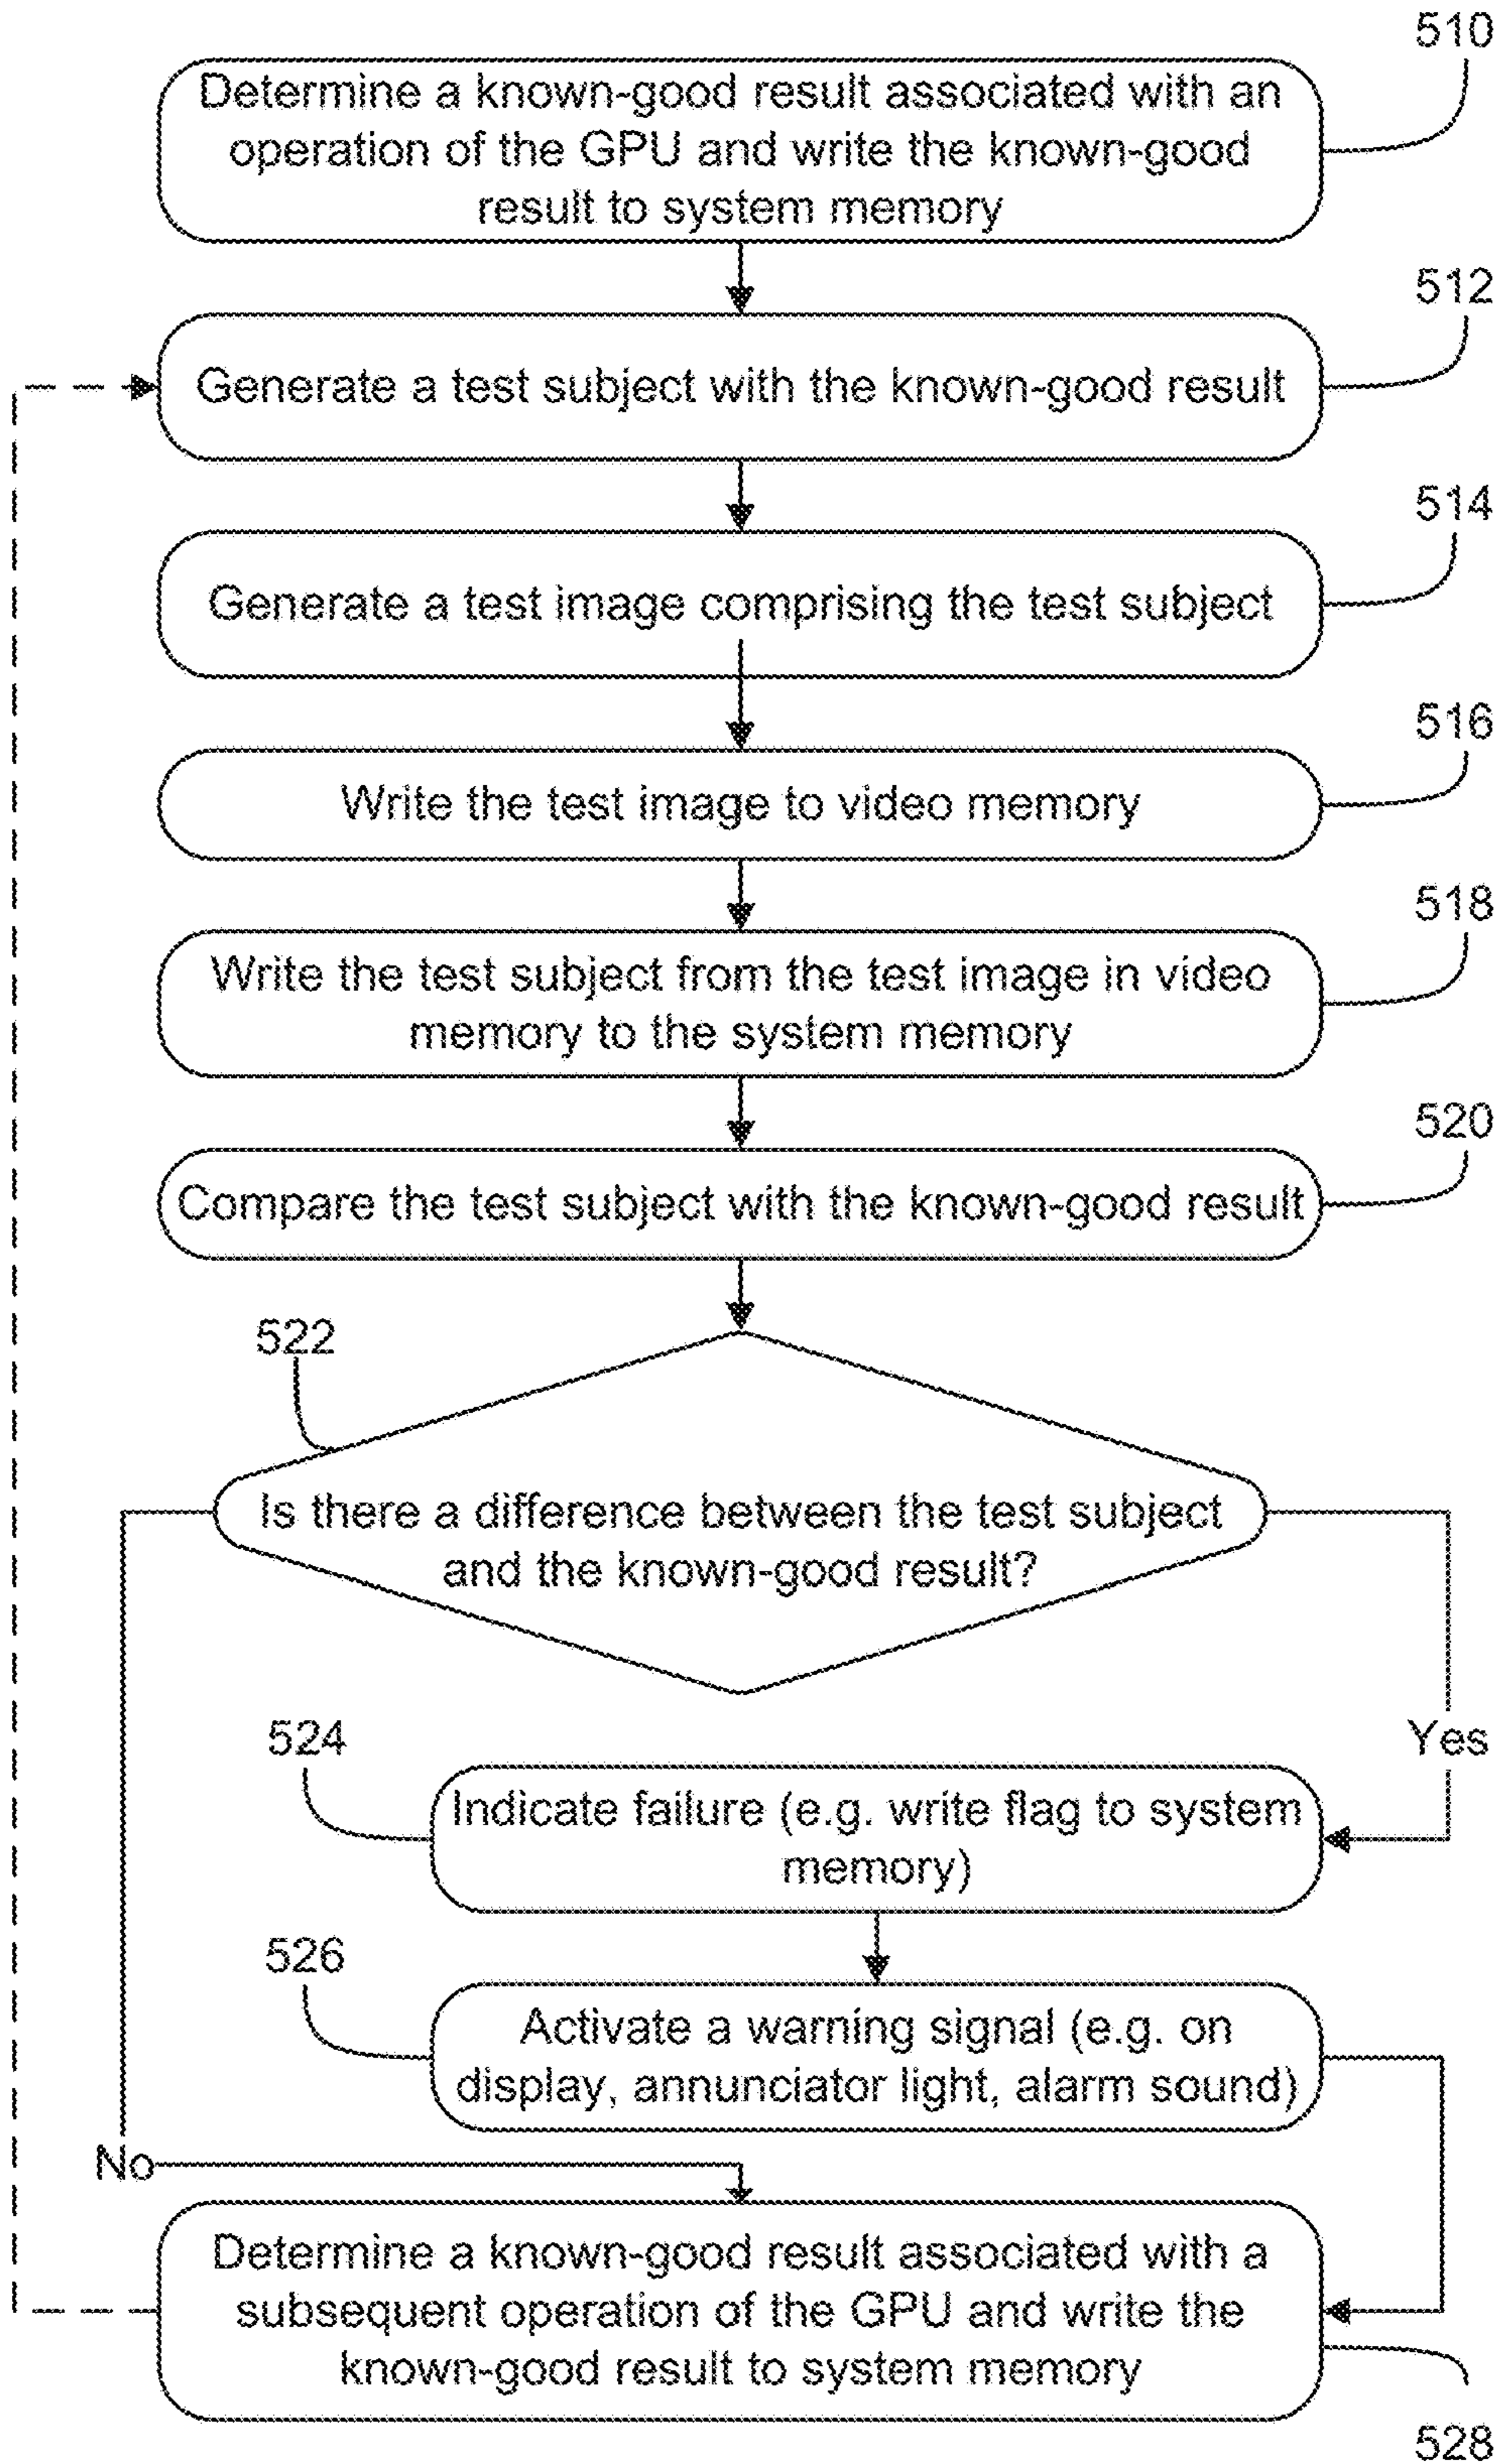 510
Determine a known-good result associated with an
operation of the GPU and write the known-good
result to system memory
512
Generate a test subject with the known-good result
514
Generate a test image comprising the test subject
516
Write the test image to video memory
518
Write the test subject from the test image in video
memory to the system memory
520
Compare the test subject with the known-good result
522
Is there a difference between the test subject
and the known-good result?
Yes
524
Indicate failure (e.g. write flag to system
memory)
526
Activate a warning signal (e.g. on
display, annunciator light, alarm sound)
No
Determine a known-good result associated with a
subsequent operation of the GPU and write the
known-good result to system memory
528